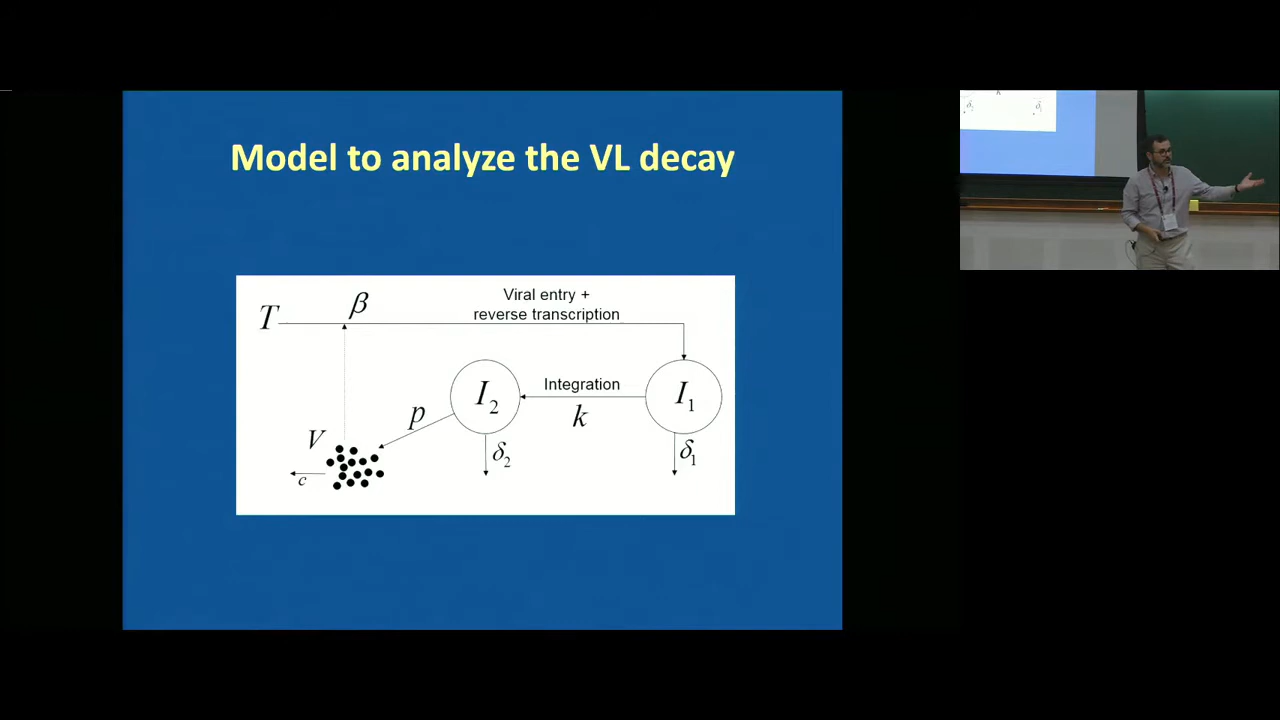 Model to analyze the VL decay
T
β
Viral entry +
reverse transcription
I₂
Integration
k
I₁
p
V
c
δ₂
δ₁